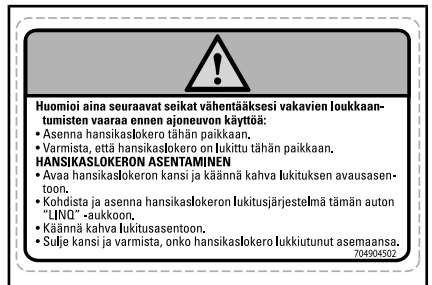 Huomioi aina seuraavat seikat vähentääksesi vakavien loukkaan-
tumisten vaaraa ennen ajoneuvon käyttöä:
• Asenna hansikaslokero tähän paikkaan.
• Varmista, että hansikaslokero on lukittu tähän paikaan.
HANSIKASLOKERON ASENTAMINEN
• Avaa hansikaslokeron kansi ja käännä kahva lukituksen avausasen-
toon.
• Kohdista ja asenna hansikaslokeron lukitusjärjestelmä tämän auton
"LINQ" -aukkoon.
• Käännä kahva lukitusasentoon.
• Sulje kansi ja varmista, onko hansikaslokero lukkiutunut asemaansa.
704904502